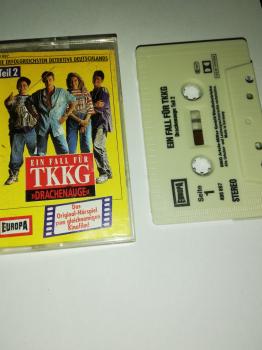 DIE ERFOLGREICHSTEN DETEKTIVE DEUTSCHLANDS
Teil 2
EIN FALL FÜR
TKKG
»DRACHENAUGE«
Das
Original-Hörspiel
zum gleichnamigen
Kinofilm!
EUROPA
EIN FALL FÜR TKKG
Drachenauge Teil 2
EUROPA
Seite
1
STEREO